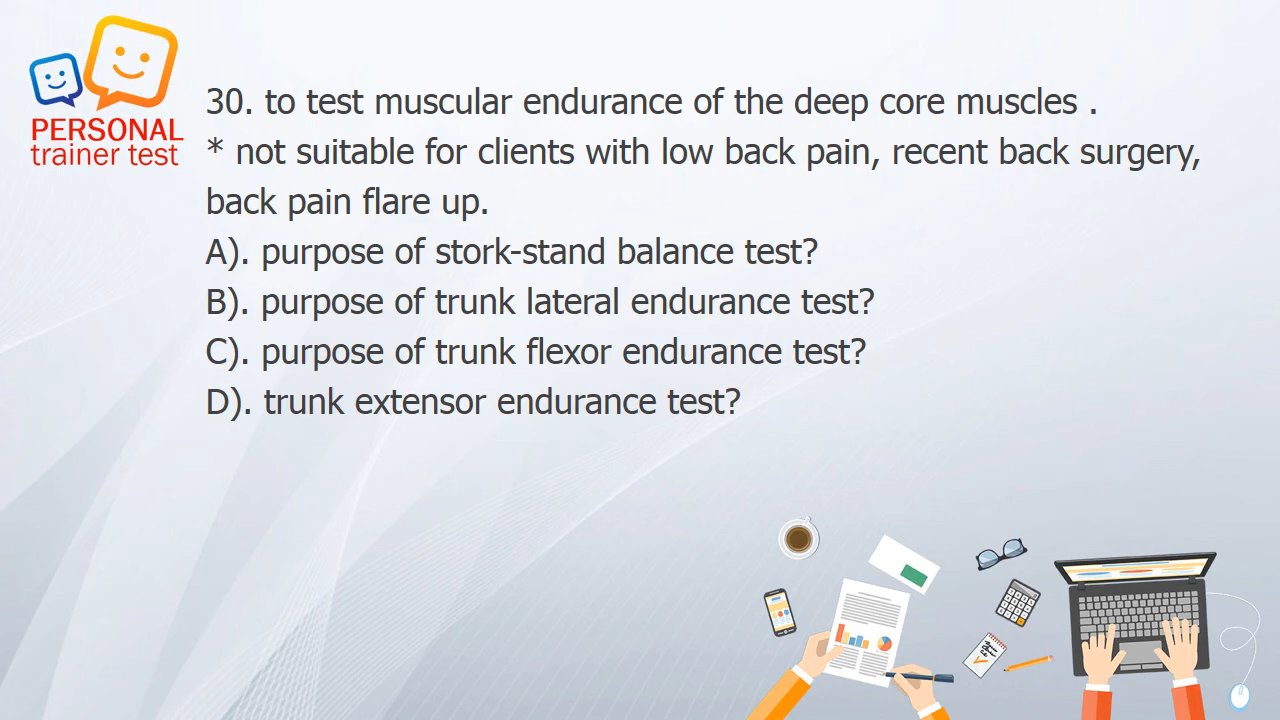 PERSONAL
trainer test
30. to test muscular endurance of the deep core muscles .
* not suitable for clients with low back pain, recent back surgery,
back pain flare up.
A). purpose of stork-stand balance test?
B). purpose of trunk lateral endurance test?
C). purpose of trunk flexor endurance test?
D). trunk extensor endurance test?